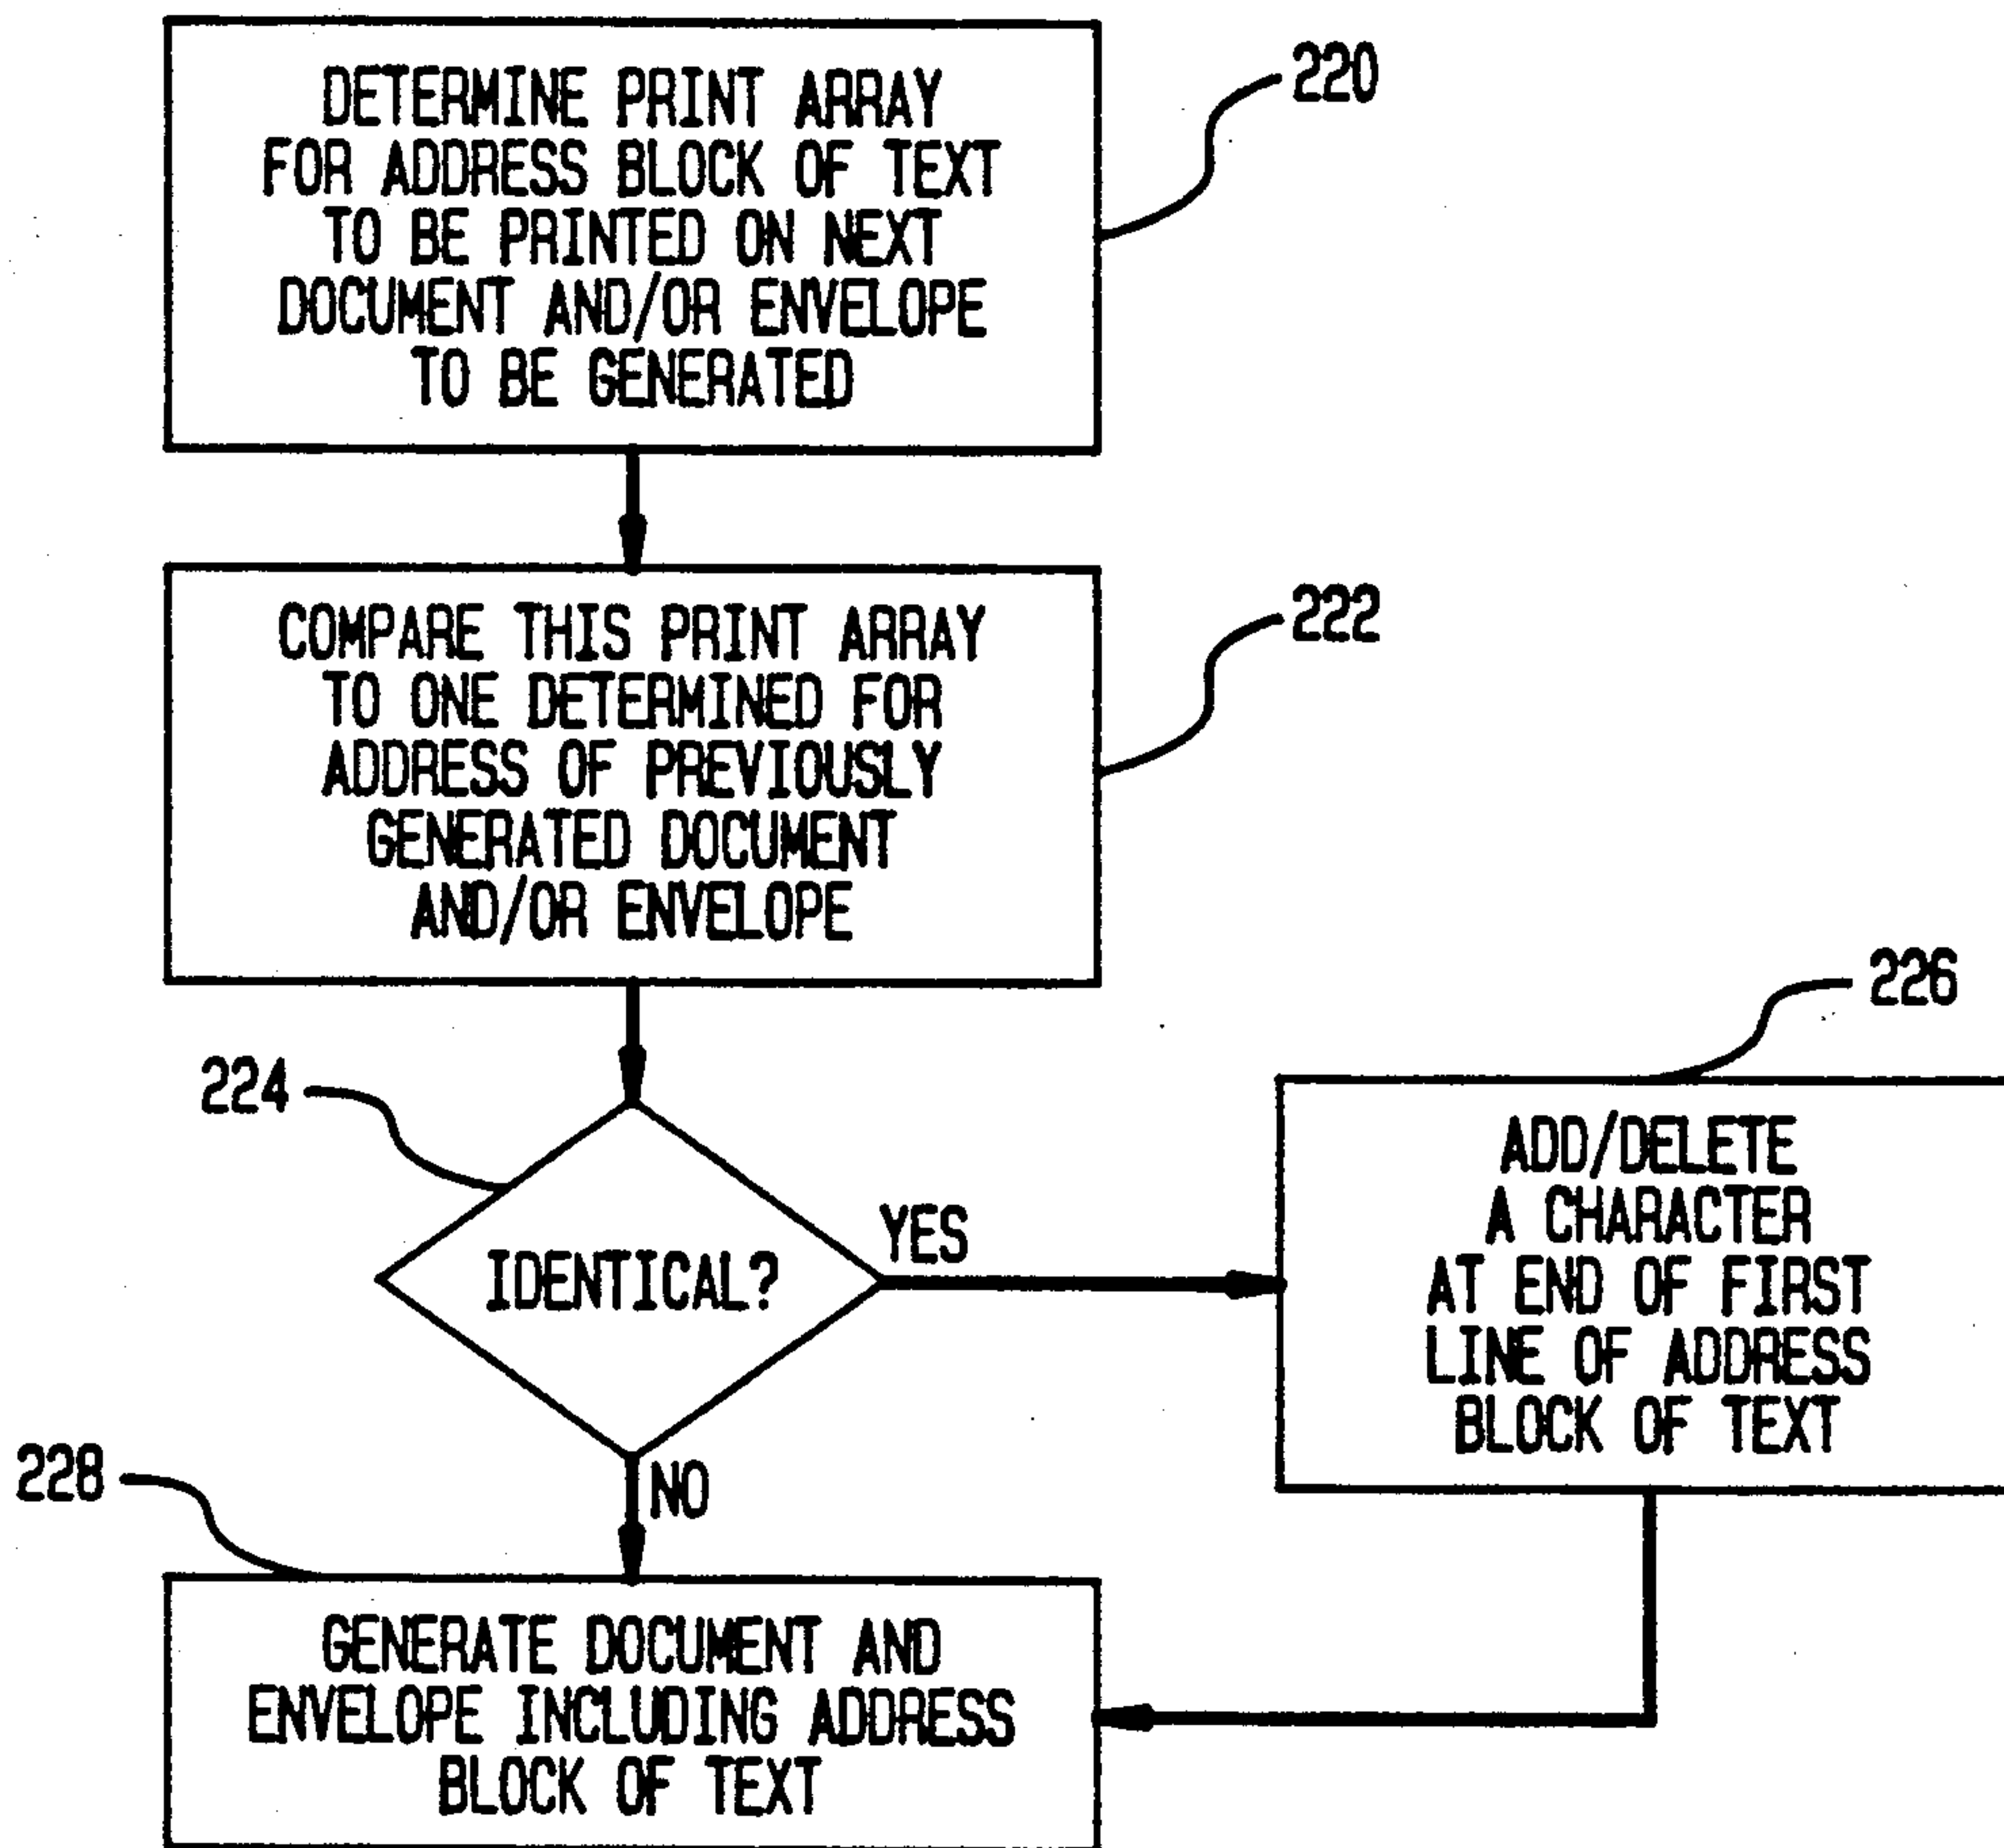 DETERMINE PRINT ARRAY
FOR ADDRESS BLOCK OF TEXT
TO BE PRINTED ON NEXT
DOCUMENT AND/OR ENVELOPE
TO BE GENERATED
220
COMPARE THIS PRINT ARRAY
TO ONE DETERMINED FOR
ADDRESS OF PREVIOUSLY
GENERATED DOCUMENT
AND/OR ENVELOPE
222
224
IDENTICAL?
YES
NO
226
ADD/DELETE
A CHARACTER
AT END OF FIRST
LINE OF ADDRESS
BLOCK OF TEXT
228
GENERATE DOCUMENT AND
ENVELOPE INCLUDING ADDRESS
BLOCK OF TEXT